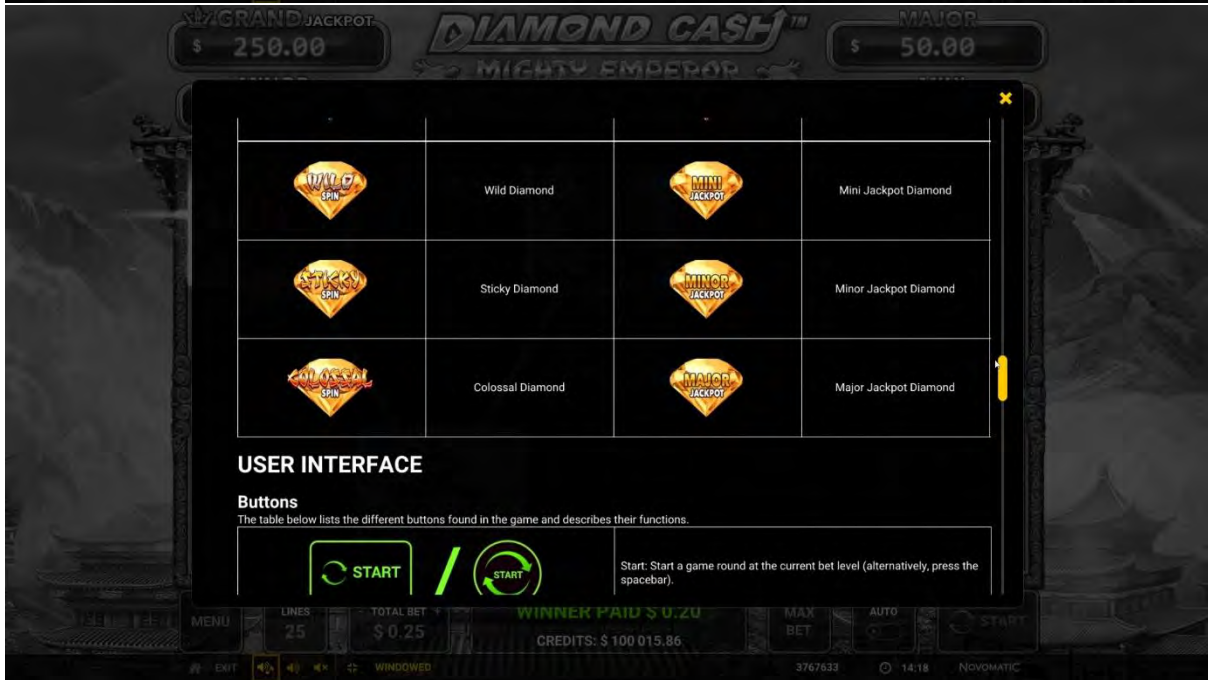 GRAND JACKPOT
$ 250.00
DIAMOND CASH™
MIGHTY EMPEROR
MAJOR
$ 50.00
WILD SPIN
Wild Diamond
MINI JACKPOT
Mini Jackpot Diamond
STICKY SPIN
Sticky Diamond
MINOR JACKPOT
Minor Jackpot Diamond
COLOSSAL SPIN
Colossal Diamond
MAJOR JACKPOT
Major Jackpot Diamond
USER INTERFACE
Buttons
The table below lists the different buttons found in the game and describes their functions.
START / START
Start: Start a game round at the current bet level (alternatively, press the
spacebar).
MENU
LINES
25
- TOTAL BET +
$ 0.25
WINNER PAID $ 0.20
CREDITS: $ 100 015.86
MAX
BET
AUTO
START
EXIT
WINDOWED
3767633
14:18
NOVOMATIC